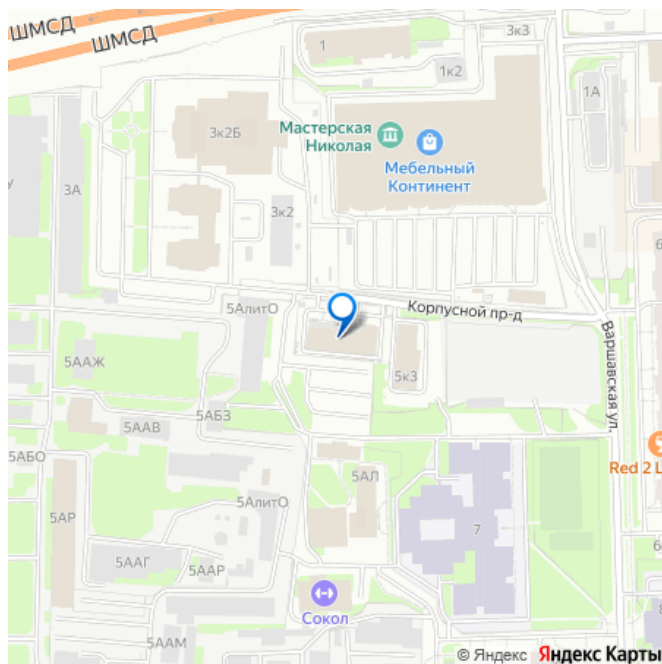 ШМСД
ШМСД
3к3
1
1к2
1А
3к2Б
Мастерская
Николая
Мебельный
Континент
3А
3к2
5АлитО
Корпусной пр-д
Варшавская ул.
5ААЖ
5к3
5АБЗ
5ААВ
5АБО
Red 2 L
5АЛ
5АлитО
5АР
7
5ААГ
5ААР
Сокол
5ААМ
© Яндекс Яндекс Карты